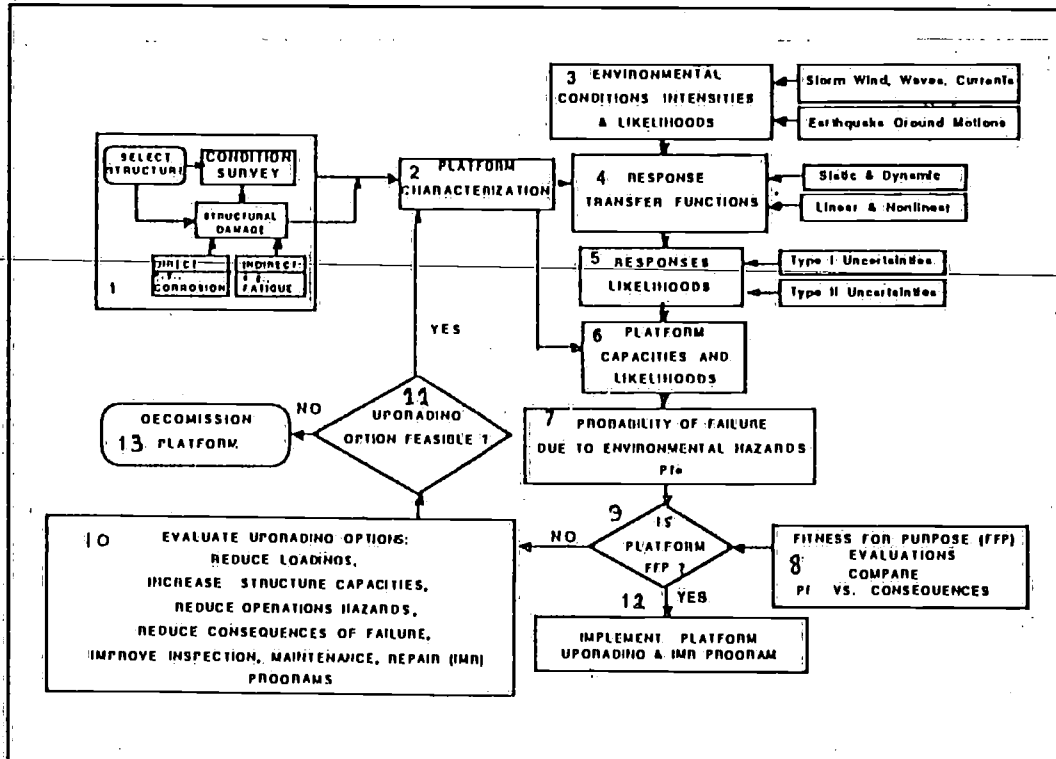 SELECT
STRUCTURE
CONDITION
SURVEY
STRUCTURAL
DAMAGE
DIRECT
CORROSION
INDIRECT
FATIGUE
1
2 PLATFORM
CHARACTERIZATION
3 ENVIRONMENTAL
CONDITIONS INTENSITIES
& LIKELIHOODS
Storm Wind, Waves, Currents
Earthquake Ground Motions
4 RESPONSE
TRANSFER FUNCTIONS
Static & Dynamic
Linear & Nonlinear
5 RESPONSES
LIKELIHOODS
Type I Uncertainties
Type II Uncertainties
6 PLATFORM
CAPACITIES AND
LIKELIHOODS
7 PROBABILITY OF FAILURE
DUE TO ENVIRONMENTAL HAZARDS
Pfe
8 FITNESS FOR PURPOSE (FFP)
EVALUATIONS
COMPARE
Pf VS. CONSEQUENCES
9 IS
PLATFORM
FFP ?
NO
YES
12
IMPLEMENT PLATFORM
UPGRADING & IMR PROGRAM
10 EVALUATE UPGRADING OPTIONS:
REDUCE LOADINGS,
INCREASE STRUCTURE CAPACITIES,
REDUCE OPERATIONS HAZARDS,
REDUCE CONSEQUENCES OF FAILURE,
IMPROVE INSPECTION, MAINTENANCE, REPAIR (IMR)
PROGRAMS
11
UPGRADING
OPTION FEASIBLE ?
YES
NO
DECOMISSION
13 PLATFORM